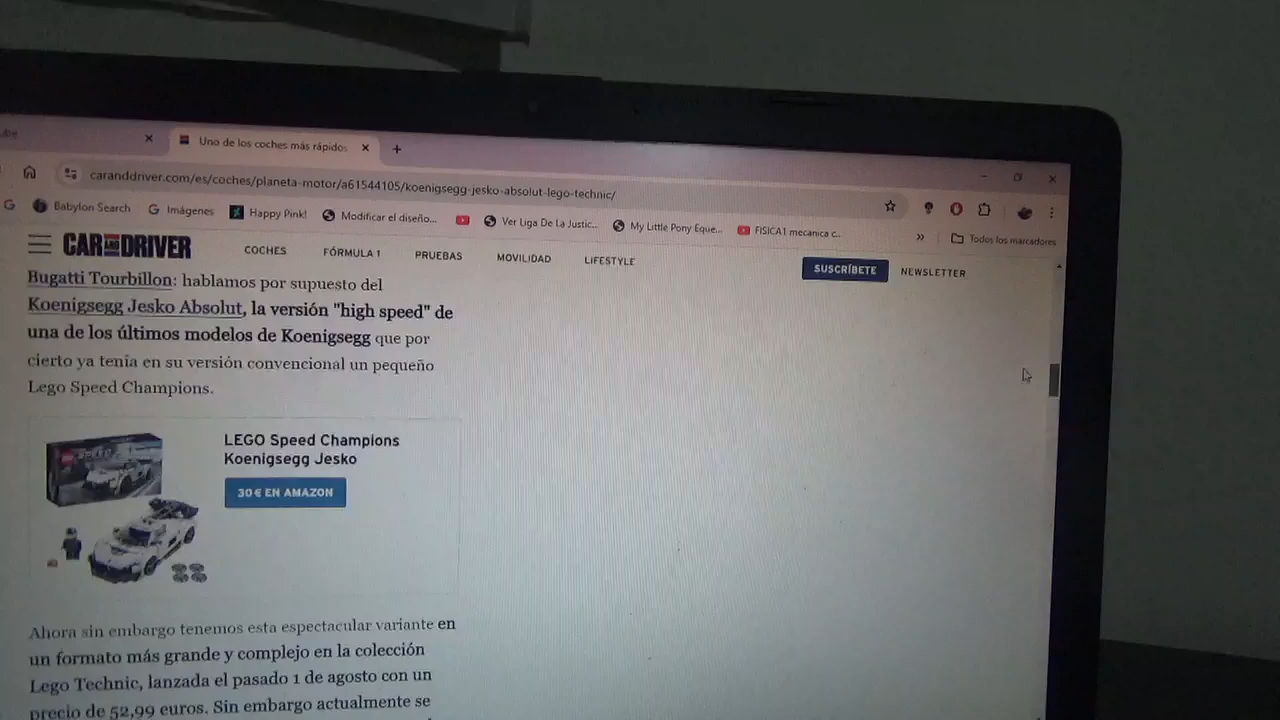 ube
Uno de los coches más rápidos
caranddriver.com/es/coches/planeta-motor/a61544105/koenigsegg-jesko-absolut-lego-technic/
G
Babylon Search
Imágenes
Happy Pink!
Modificar el diseño...
Ver Liga De La Justic...
My Little Pony Eque...
FISICA1 mecanica c..
Todos los marcadores
CAR AND DRIVER
COCHES
FÓRMULA 1
PRUEBAS
MOVILIDAD
LIFESTYLE
SUSCRÍBETE
NEWSLETTER
Bugatti Tourbillon: hablamos por supuesto del
Koenigsegg Jesko Absolut, la versión "high speed" de
una de los últimos modelos de Koenigsegg que por
cierto ya tenía en su versión convencional un pequeño
Lego Speed Champions.
LEGO Speed Champions
Koenigsegg Jesko
30 € EN AMAZON
Ahora sin embargo tenemos esta espectacular variante en
un formato más grande y complejo en la colección
Lego Technic, lanzada el pasado 1 de agosto con un
precio de 52,99 euros. Sin embargo actualmente se